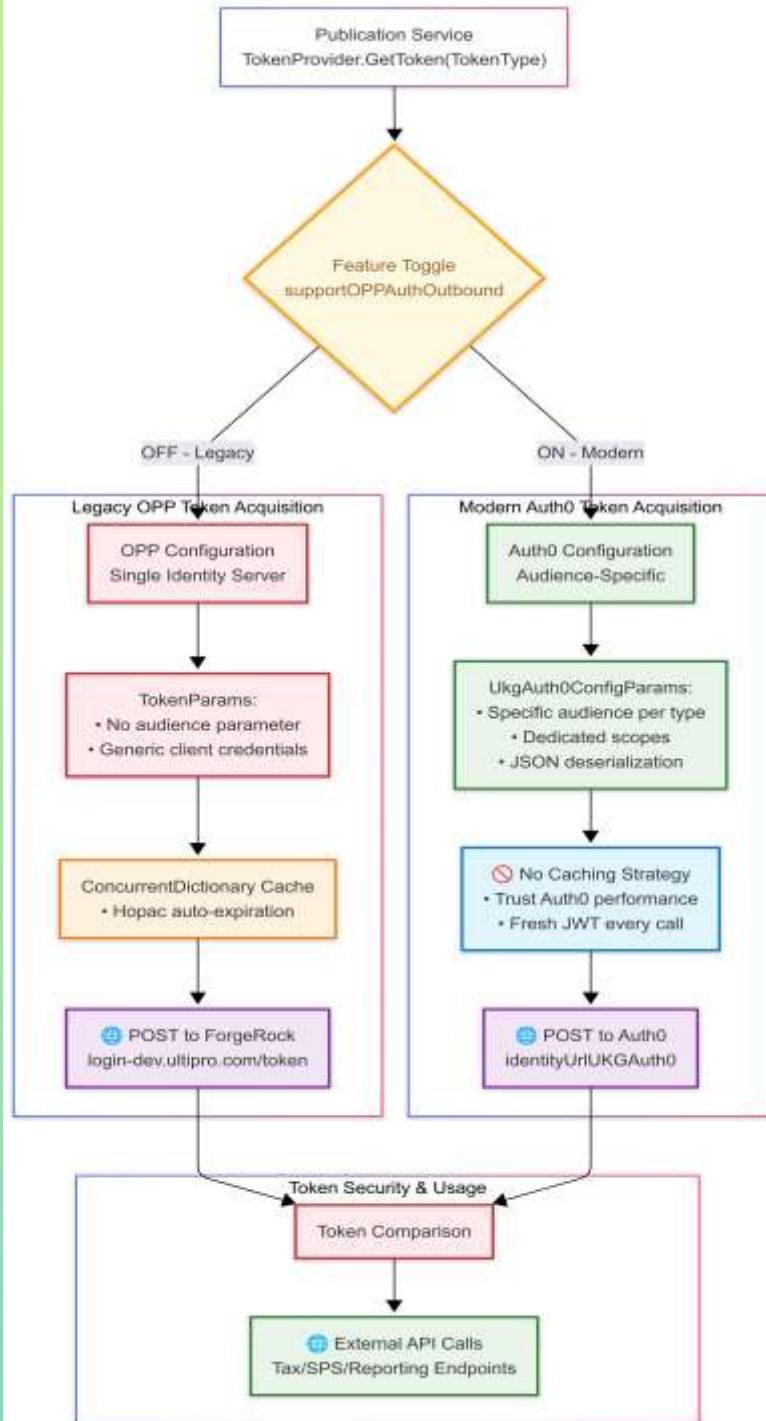 Publication Service
TokenProvider.GetToken(TokenType)
Feature Toggle
supportOPPAuthOutbound
OFF - Legacy
ON - Modern
Legacy OPP Token Acquisition
OPP Configuration
Single Identity Server
TokenParams:
• No audience parameter
• Generic client credentials
ConcurrentDictionary Cache
• Hopac auto-expiration
🌐 POST to ForgeRock
login-dev.ultipro.com/token
Modern Auth0 Token Acquisition
Auth0 Configuration
Audience-Specific
UkgAuth0ConfigParams:
• Specific audience per type
• Dedicated scopes
• JSON deserialization
🚫 No Caching Strategy
• Trust Auth0 performance
• Fresh JWT every call
🌐 POST to Auth0
identityUrlUKGAuth0
Token Security & Usage
Token Comparison
🌐 External API Calls
Tax/SPS/Reporting Endpoints